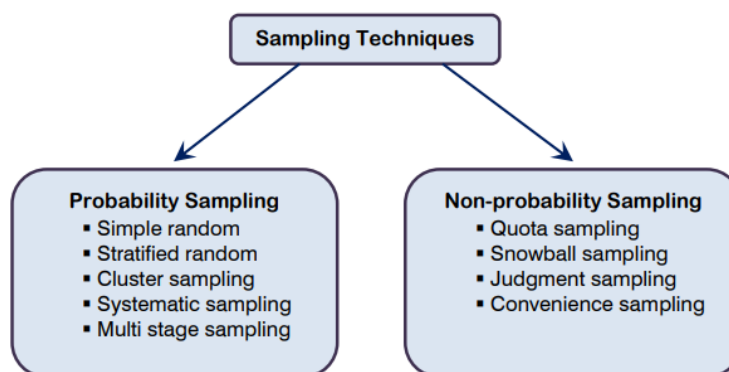 Sampling Techniques
Probability Sampling
▪ Simple random
▪ Stratified random
▪ Cluster sampling
▪ Systematic sampling
▪ Multi stage sampling
Non-probability Sampling
▪ Quota sampling
▪ Snowball sampling
▪ Judgment sampling
▪ Convenience sampling